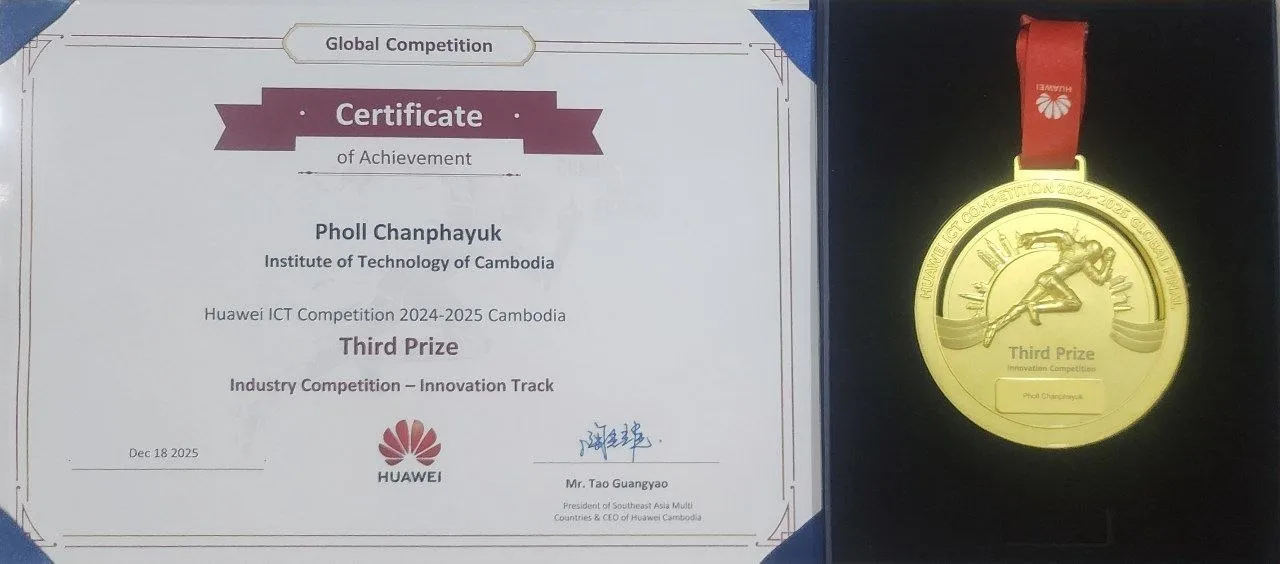 Global Competition
Certificate
of Achievement
Pholl Chanphayuk
Institute of Technology of Cambodia
Huawei ICT Competition 2024-2025 Cambodia
Third Prize
Industry Competition – Innovation Track
Dec 18 2025
HUAWEI
Mr. Tao Guangyao
President of Southeast Asia Multi
Countries & CEO of Huawei Cambodia
HUAWEI
HUAWEI ICT COMPETITION 2024-2025 GLOBAL FINAL
Third Prize
Innovation Competition
Pholl Chanphayuk